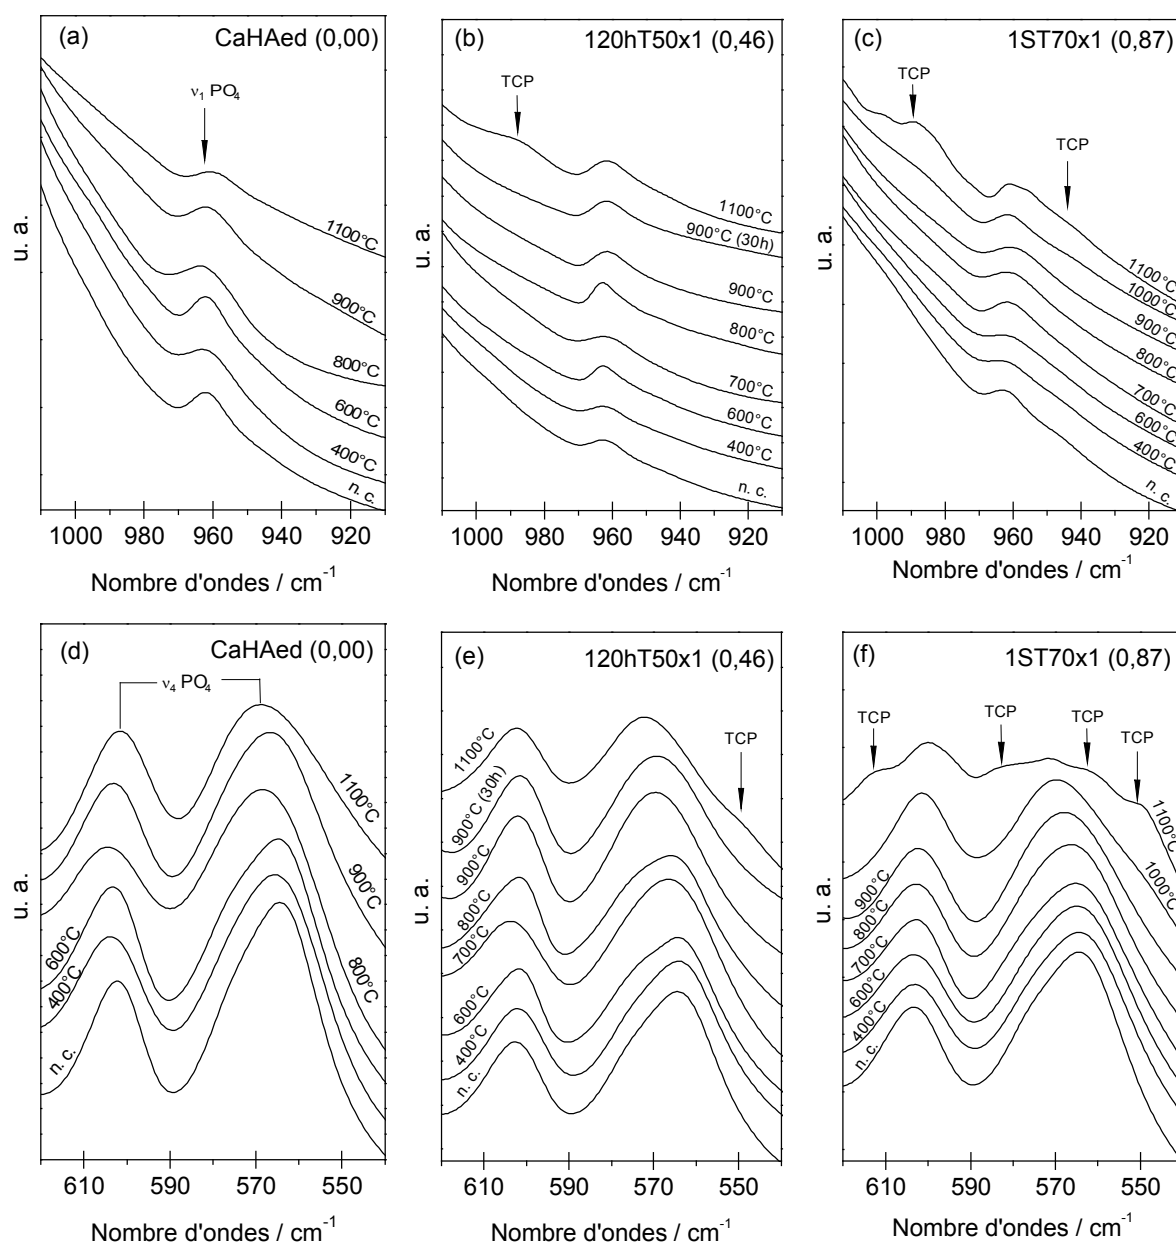 (a) CaHAed (0,00)
ν₁ PO₄
1100°C
900°C
800°C
600°C
400°C
n. c.
u. a.
1000 980 960 940 920
Nombre d'ondes / cm⁻¹
(b) 120hT50x1 (0,46)
TCP
1100°C
900°C (30h)
900°C
800°C
700°C
600°C
400°C
n. c.
u. a.
1000 980 960 940 920
Nombre d'ondes / cm⁻¹
(c) 1ST70x1 (0,87)
TCP
TCP
1100°C
1000°C
900°C
800°C
700°C
600°C
400°C
n. c.
u. a.
1000 980 960 940 920
Nombre d'ondes / cm⁻¹
(d) CaHAed (0,00)
ν₄ PO₄
1100°C
900°C
800°C
600°C
400°C
n. c.
u. a.
610 590 570 550
Nombre d'ondes / cm⁻¹
(e) 120hT50x1 (0,46)
TCP
1100°C
900°C (30h)
900°C
800°C
700°C
600°C
400°C
n. c.
u. a.
610 590 570 550
Nombre d'ondes / cm⁻¹
(f) 1ST70x1 (0,87)
TCP
TCP
TCP
TCP
1100°C
1000°C
900°C
800°C
700°C
600°C
400°C
n. c.
u. a.
610 590 570 550
Nombre d'ondes / cm⁻¹